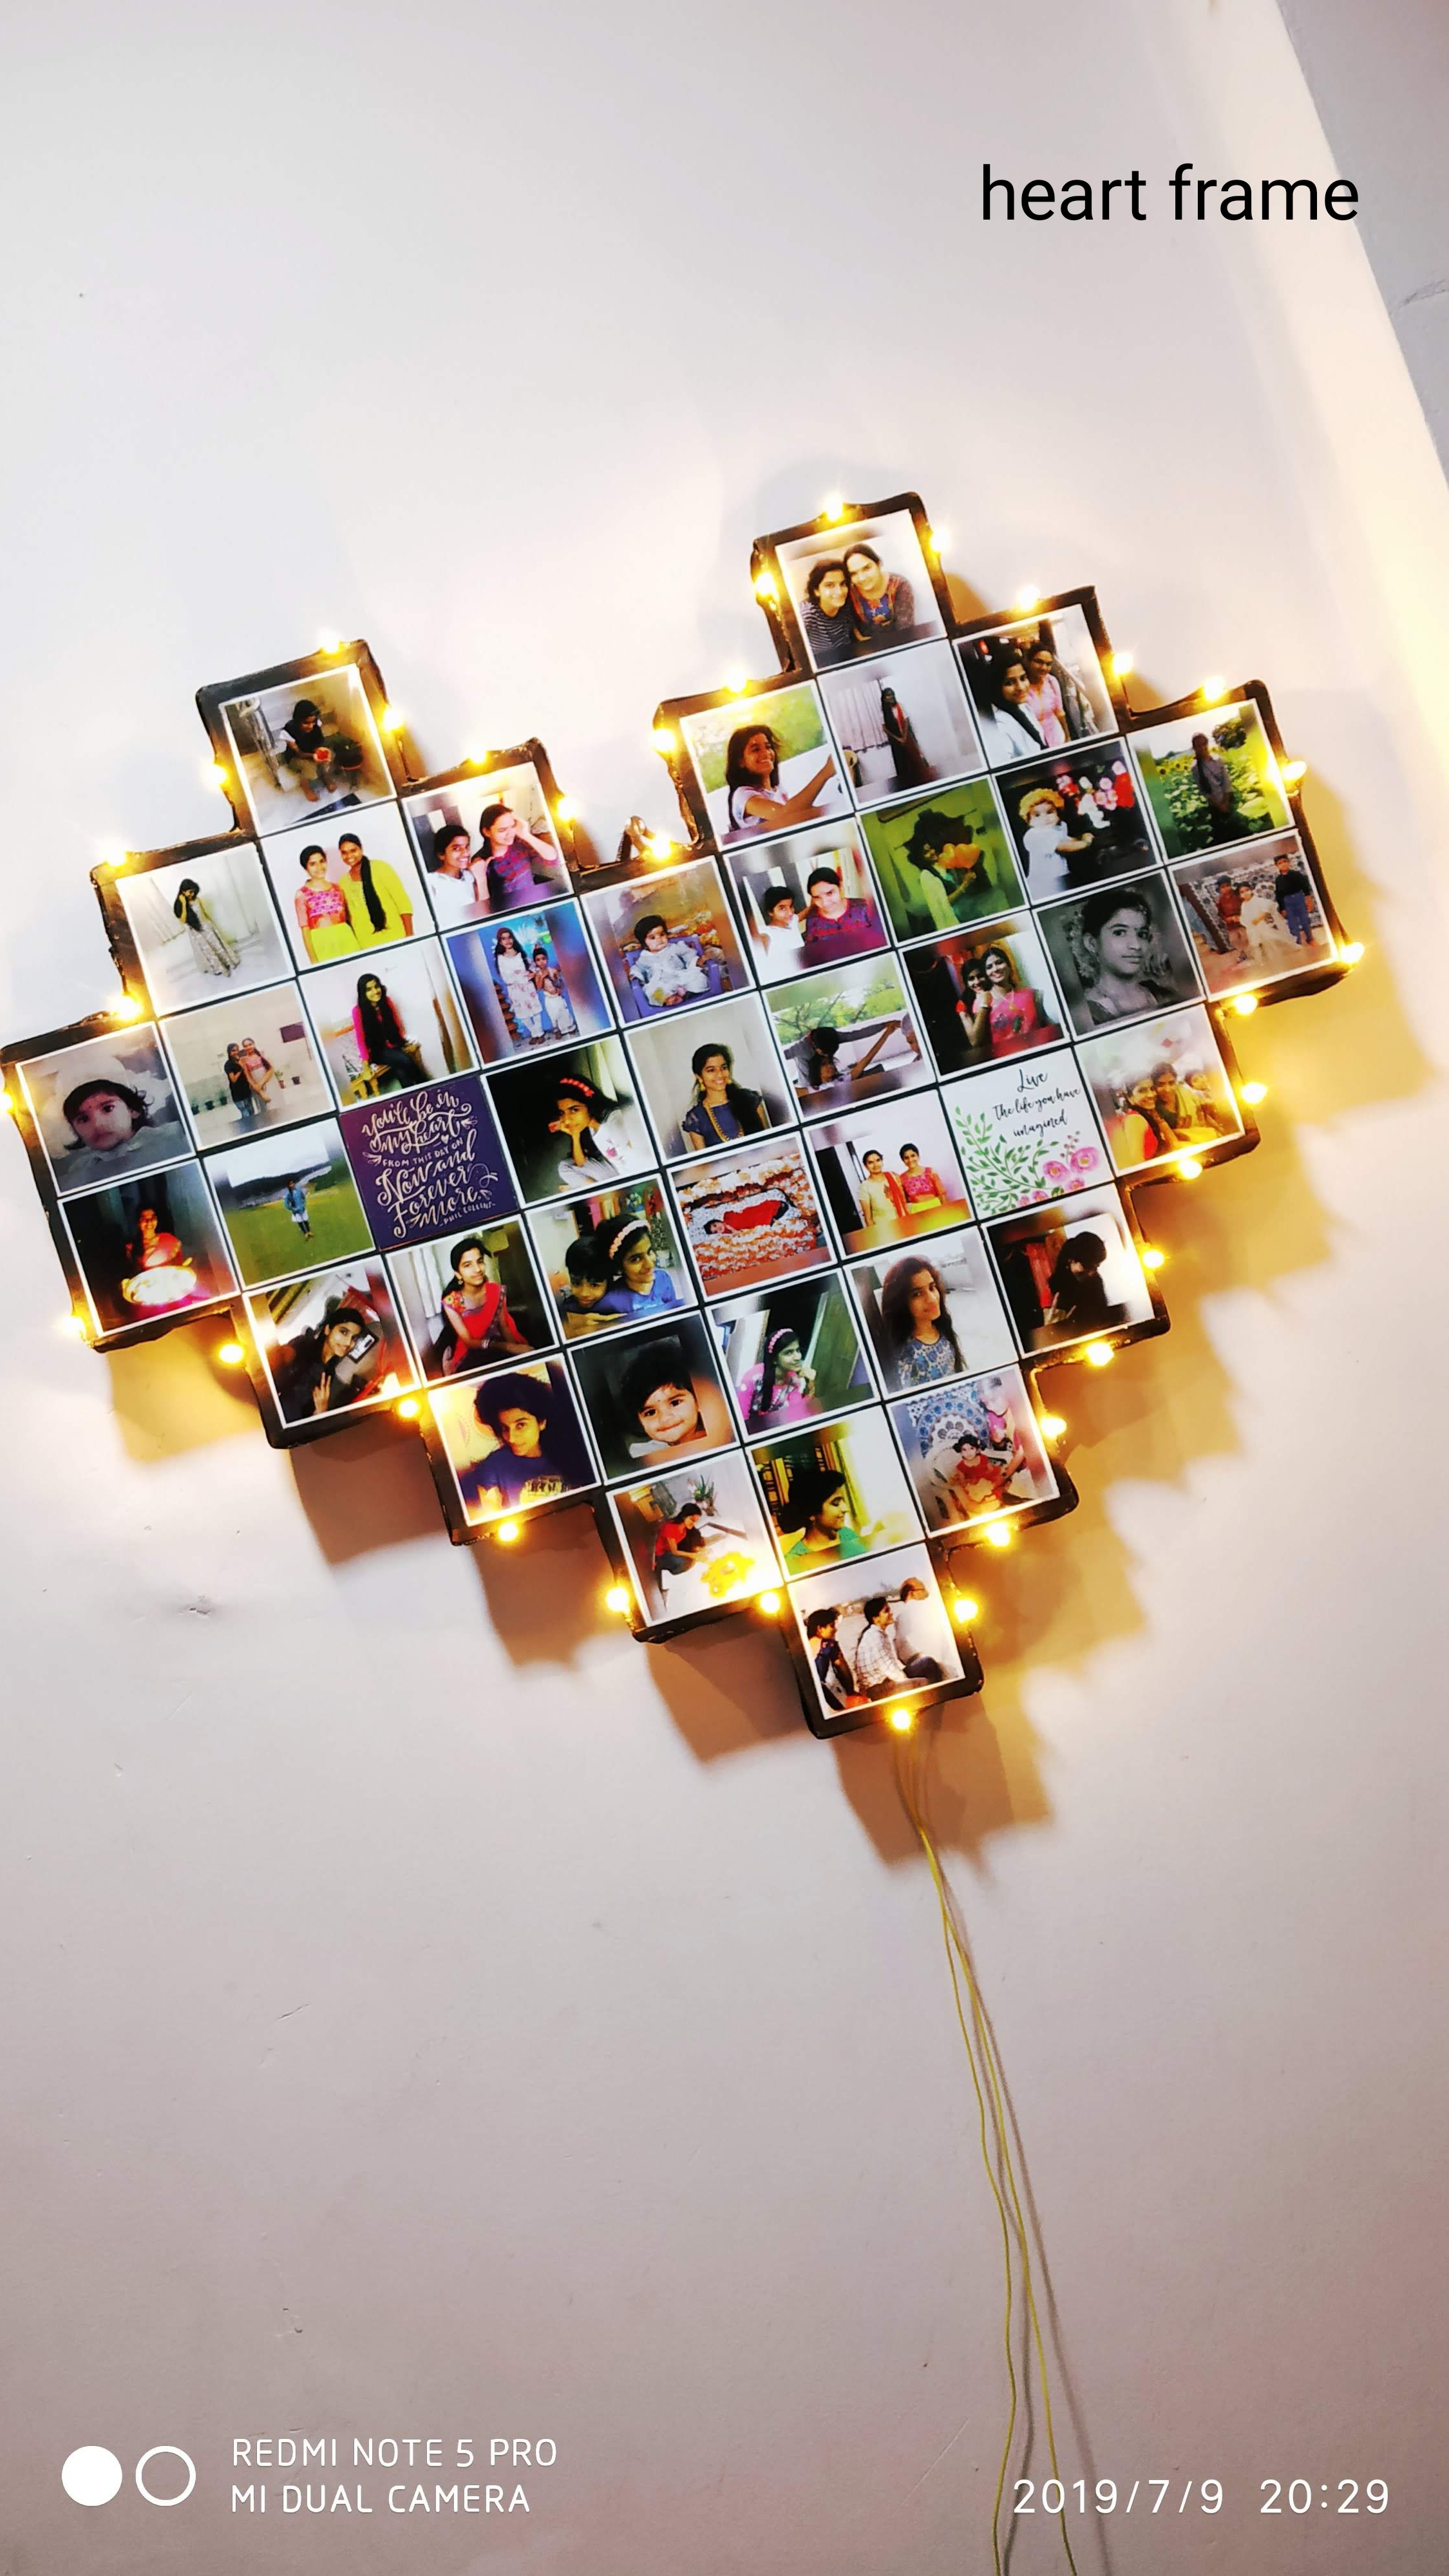 heart frame
you'll be in
my heart
FROM THIS DAY ON
Now and
Forever
more.
- PHIL COLLINS -
Live
The life you have
imagined
REDMI NOTE 5 PRO
MI DUAL CAMERA
2019/7/9 20:29